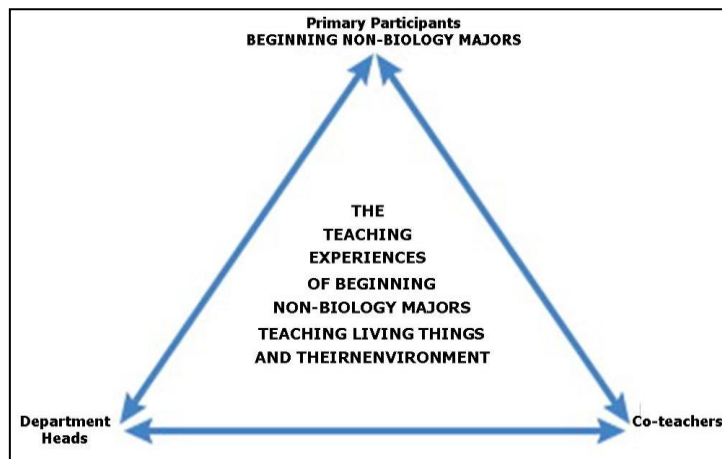 Primary Participants
BEGINNING NON-BIOLOGY MAJORS
THE
TEACHING
EXPERIENCES
OF BEGINNING
NON-BIOLOGY MAJORS
TEACHING LIVING THINGS
AND THEIRNENVIRONMENT
Department
Heads
Co-teachers